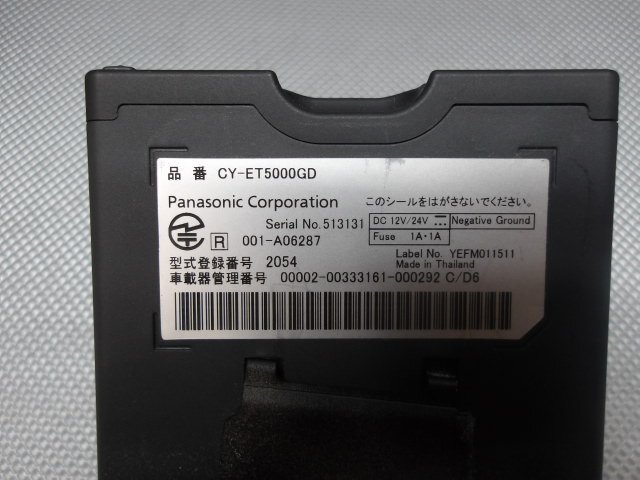 品 番 CY-ET5000GD
Panasonic Corporation このシールをはがさないでください。
Serial No. 513131 DC 12V/24V Negative Ground
R 001-A06287 Fuse 1A・1A
Label No. YEFM011511
型式登録番号 2054 Made in Thailand
車載器管理番号 00002-00333161-000292 C/D6